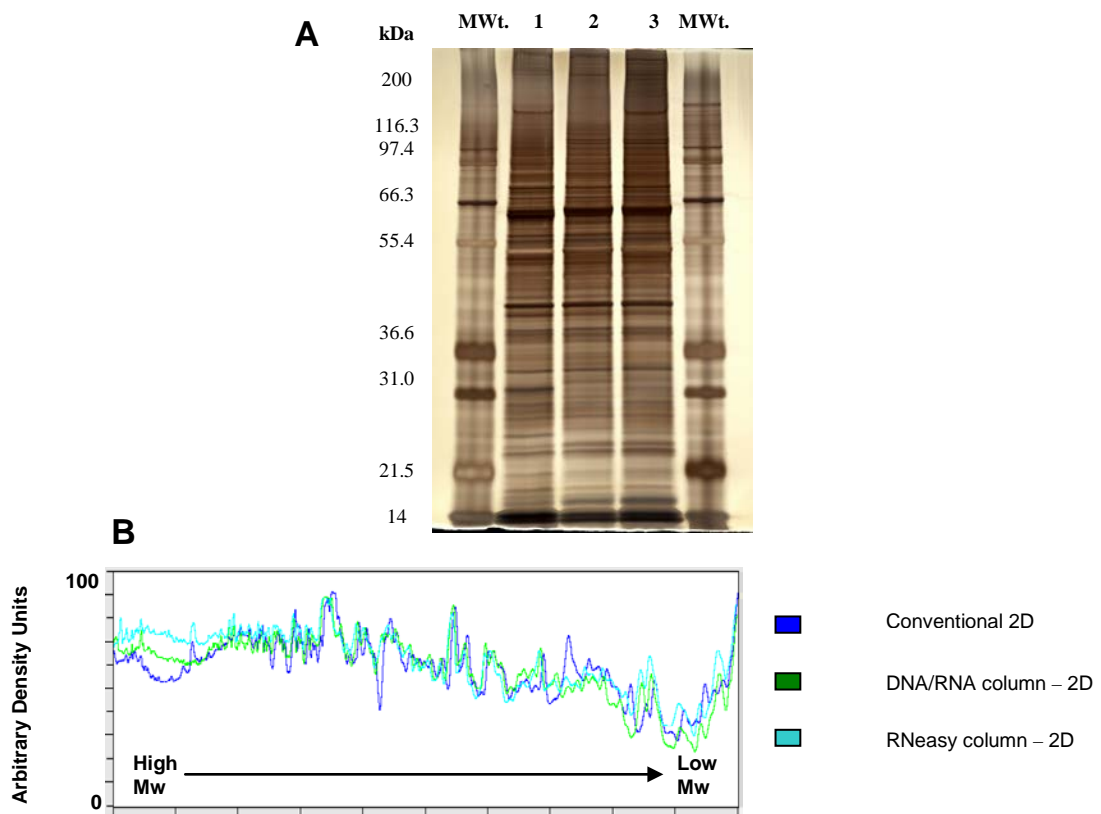 A
kDa
MWt. 1 2 3 MWt.
200
116.3
97.4
66.3
55.4
36.6
31.0
21.5
14
B
Arbitrary Density Units
100
0
High
Mw
Low
Mw
Conventional 2D
DNA/RNA column – 2D
RNeasy column – 2D